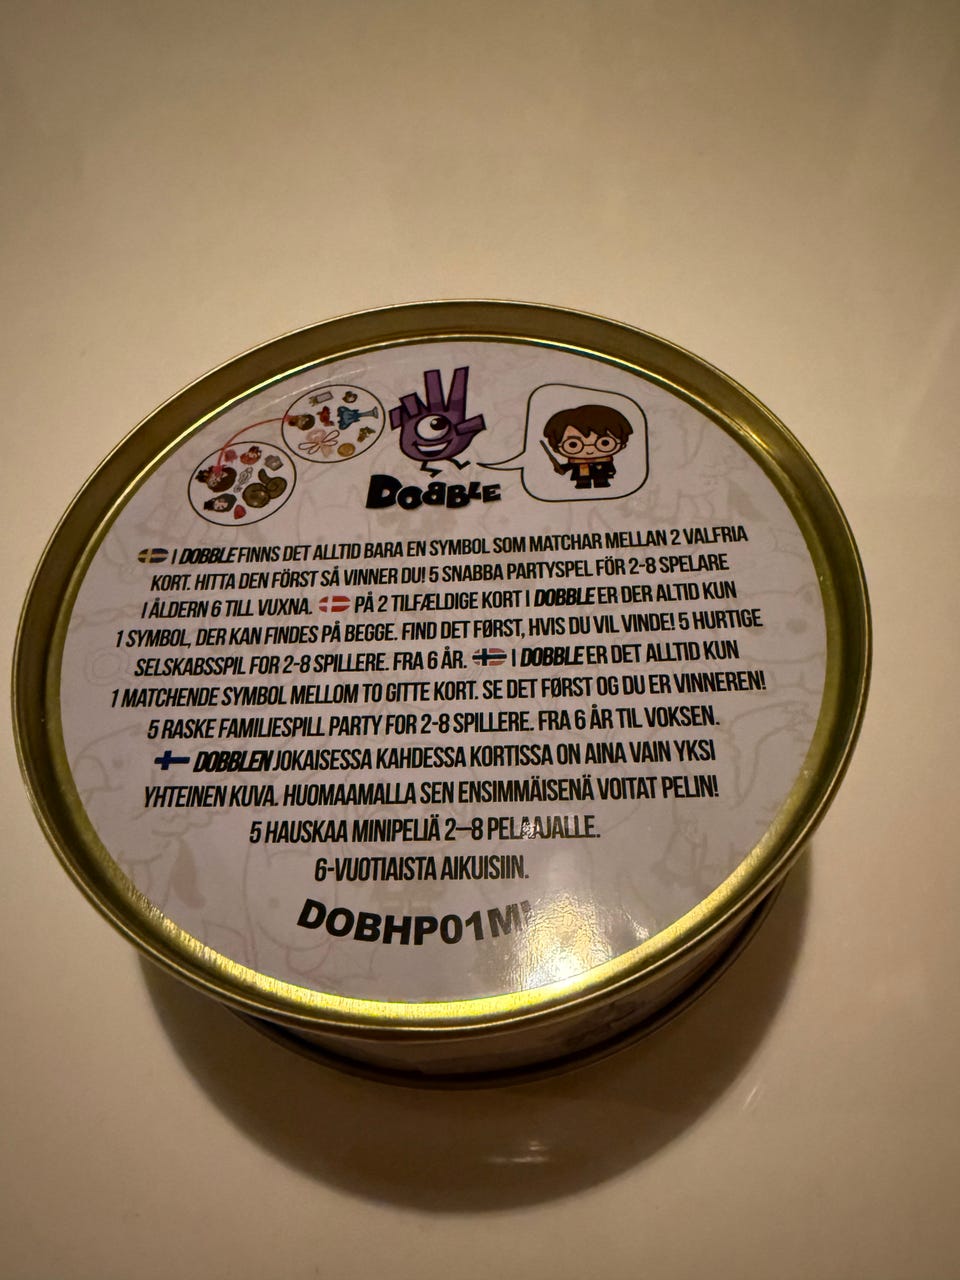 DOBBLE
I DOBBLE FINNS DET ALLTID BARA EN SYMBOL SOM MATCHAR MELLAN 2 VALFRIA
KORT. HITTA DEN FÖRST SÅ VINNER DU! 5 SNABBA PARTYSPEL FÖR 2-8 SPELARE
I ÅLDERN 6 TILL VUXNA. PÅ 2 TILFÆLDIGE KORT I DOBBLE ER DER ALTID KUN
1 SYMBOL, DER KAN FINDES PÅ BEGGE. FIND DET FØRST, HVIS DU VIL VINDE! 5 HURTIGE
SELSKABSSPIL FOR 2-8 SPILLERE. FRA 6 ÅR. I DOBBLE ER DET ALLTID KUN
1 MATCHENDE SYMBOL MELLOM TO GITTE KORT. SE DET FØRST OG DU ER VINNEREN!
5 RASKE FAMILIESPILL PARTY FOR 2-8 SPILLERE. FRA 6 ÅR TIL VOKSEN.
DOBBLEN JOKAISESSA KAHDESSA KORTISSA ON AINA VAIN YKSI
YHTEINEN KUVA. HUOMAAMALLA SEN ENSIMMÄISENÄ VOITAT PELIN!
5 HAUSKAA MINIPELIÄ 2–8 PELAAJALLE.
6-VUOTIAISTA AIKUISIIN.